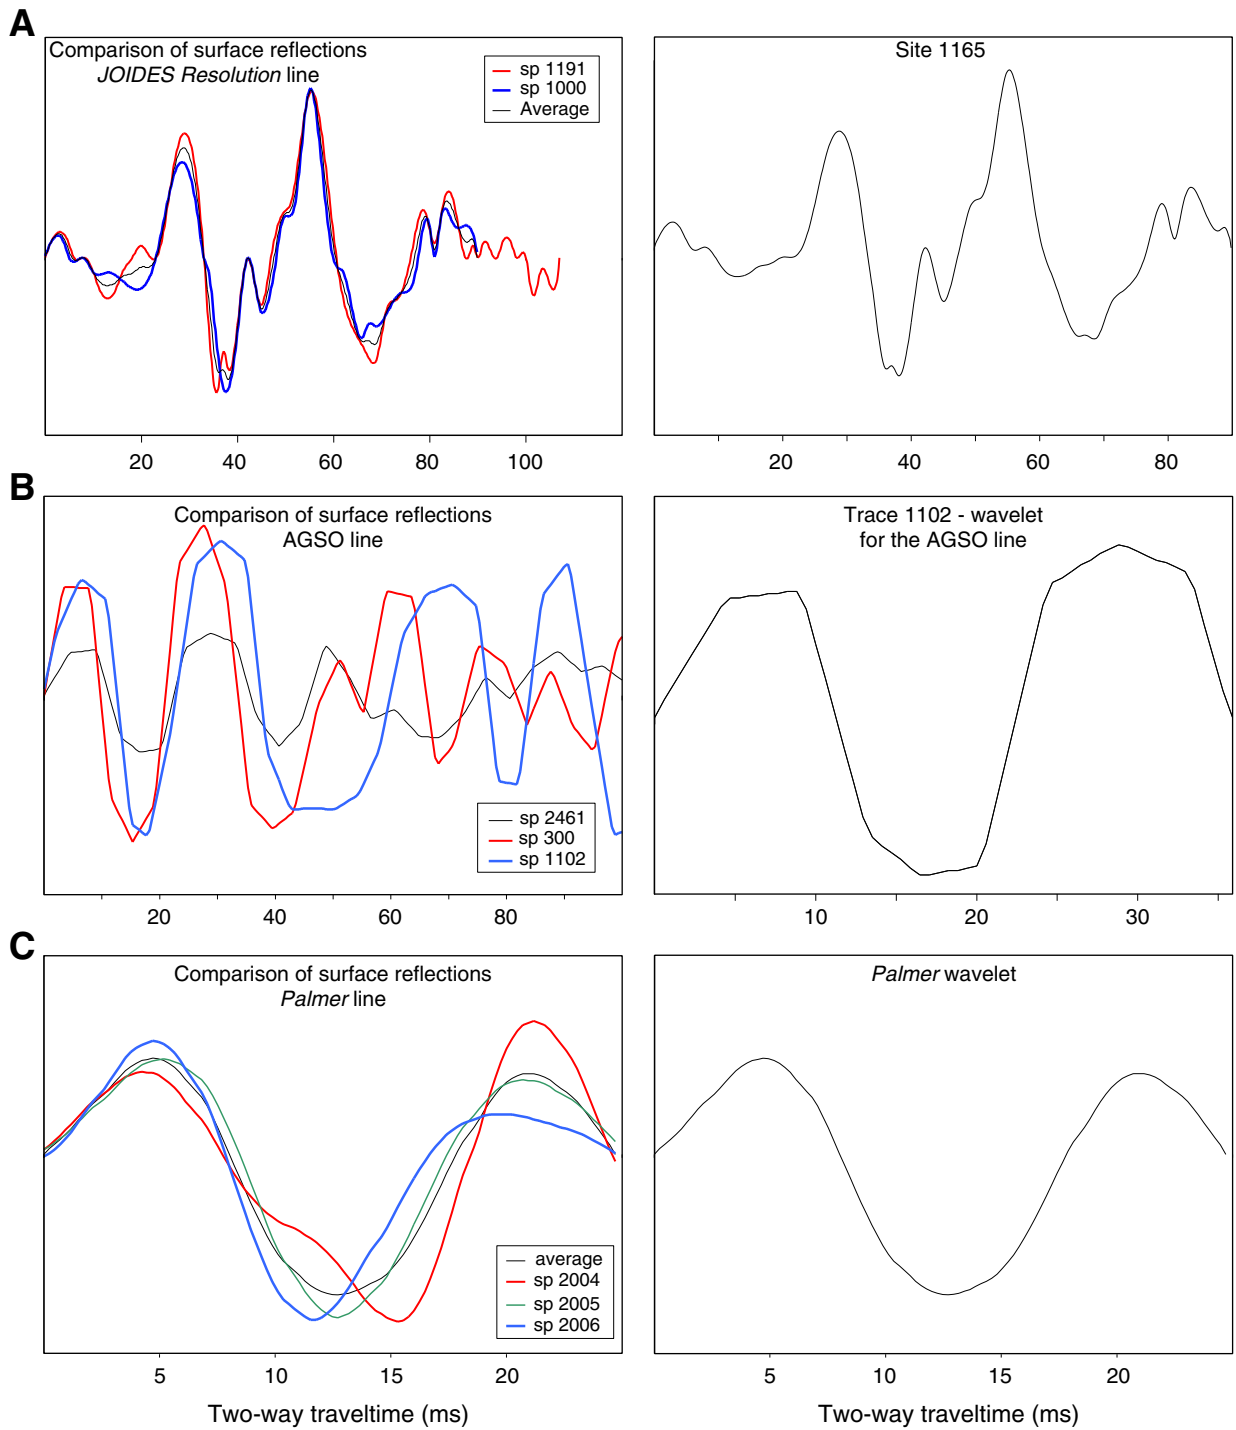 A
Comparison of surface reflections
JOIDES Resolution line
sp 1191
sp 1000
Average
20 40 60 80 100
Site 1165
20 40 60 80
B
Comparison of surface reflections
AGSO line
sp 2461
sp 300
sp 1102
20 40 60 80
Trace 1102 - wavelet
for the AGSO line
10 20 30
C
Comparison of surface reflections
Palmer line
average
sp 2004
sp 2005
sp 2006
5 10 15 20
Two-way traveltime (ms)
Palmer wavelet
5 10 15 20
Two-way traveltime (ms)